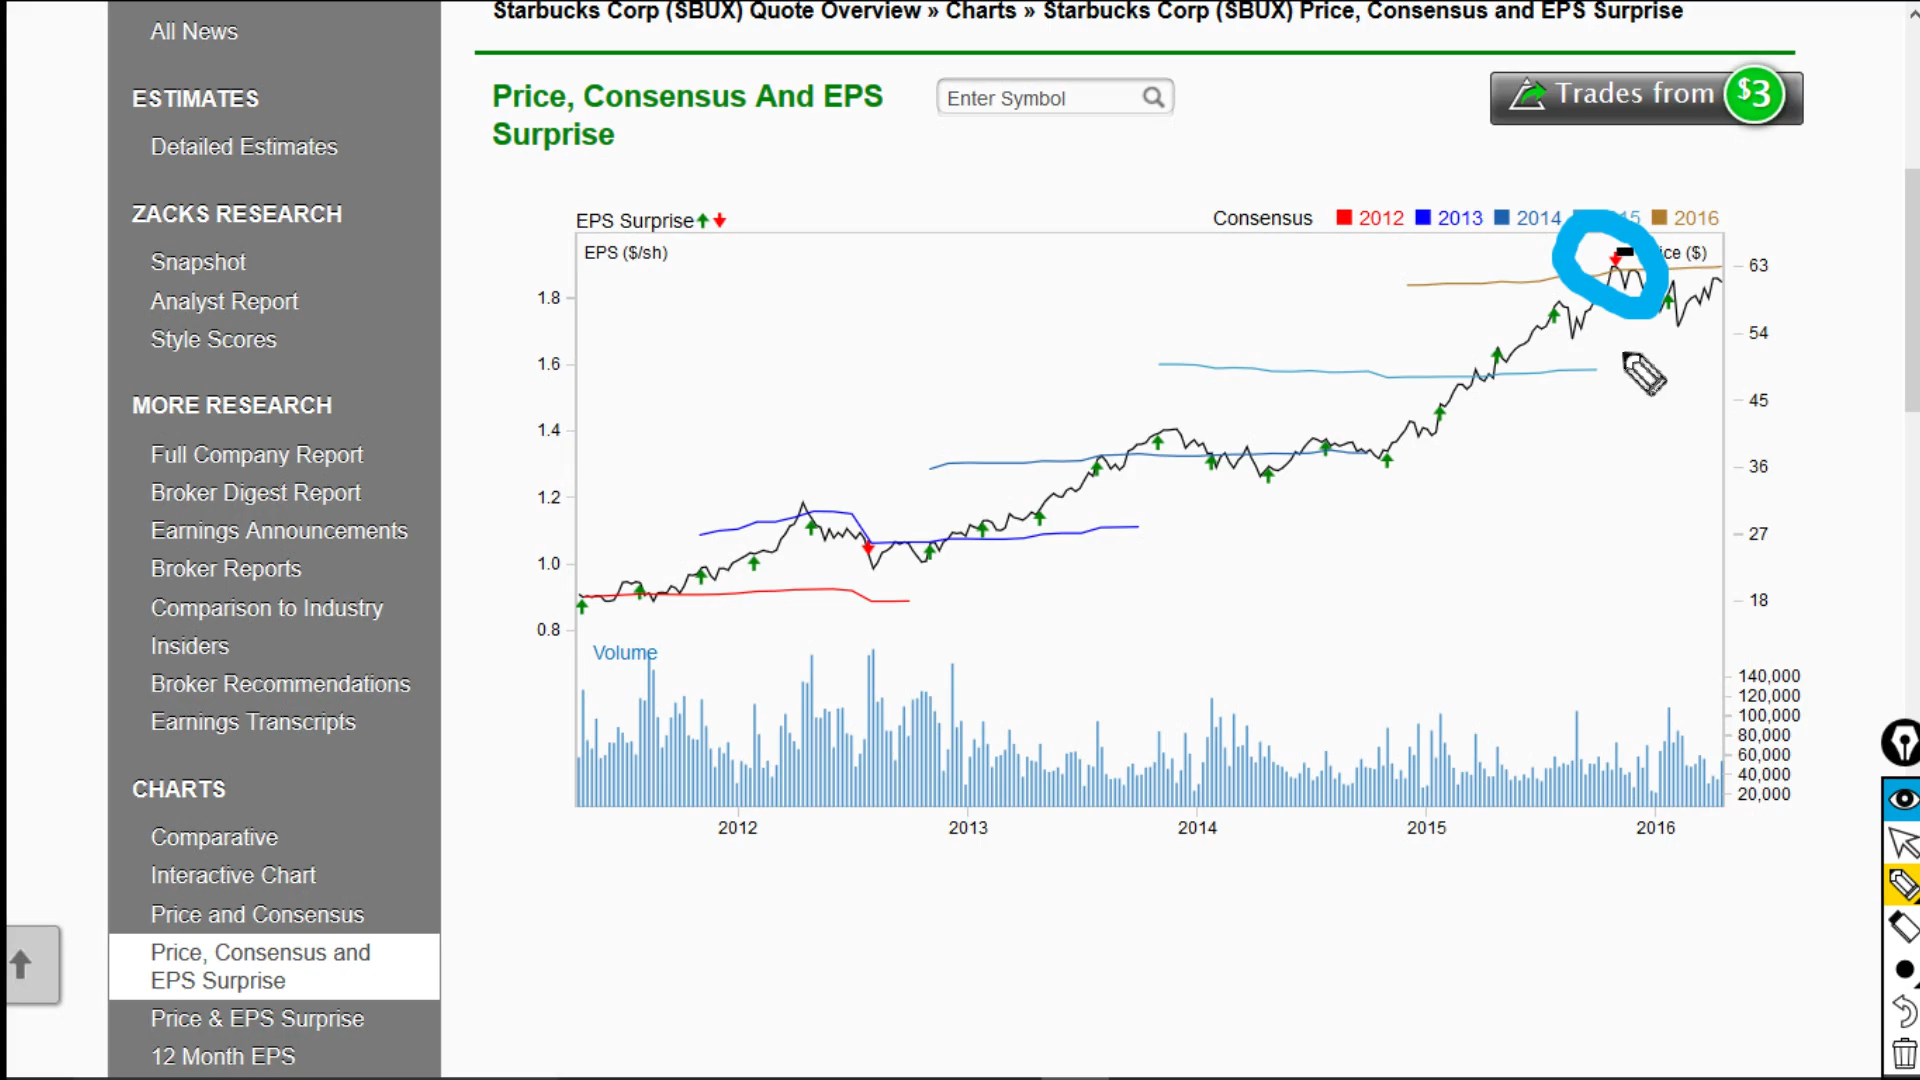 Starbucks Corp (SBUX) Quote Overview » Charts » Starbucks Corp (SBUX) Price, Consensus and EPS Surprise
All News
ESTIMATES
Detailed Estimates
ZACKS RESEARCH
Snapshot
Analyst Report
Style Scores
MORE RESEARCH
Full Company Report
Broker Digest Report
Earnings Announcements
Broker Reports
Comparison to Industry
Insiders
Broker Recommendations
Earnings Transcripts
CHARTS
Comparative
Interactive Chart
Price and Consensus
Price, Consensus and
EPS Surprise
Price & EPS Surprise
12 Month EPS
Price, Consensus And EPS
Surprise
Enter Symbol
Trades from $3
EPS Surprise
Consensus 2012 2013 2014 15 2016
EPS ($/sh)
ice ($)
1.8
1.6
1.4
1.2
1.0
0.8
63
54
45
36
27
18
Volume
140,000
120,000
100,000
80,000
60,000
40,000
20,000
2012 2013 2014 2015 2016